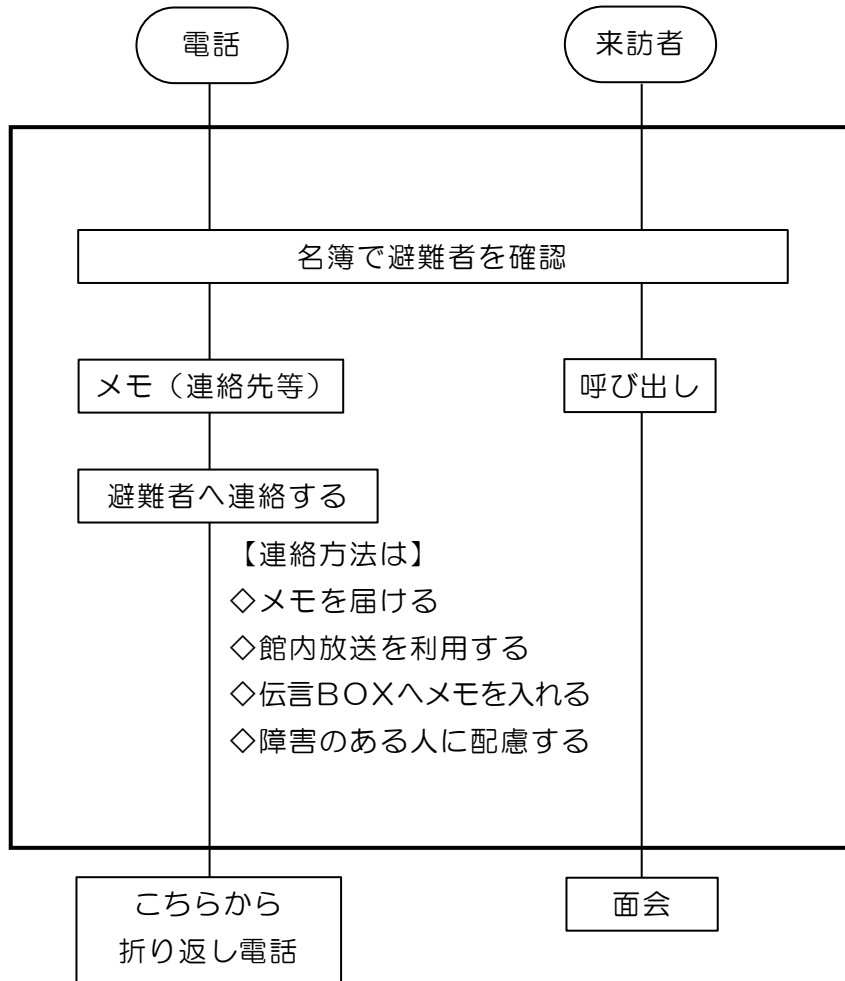 電話
来訪者
名簿で避難者を確認
メモ（連絡先等）
呼び出し
避難者へ連絡する
【連絡方法は】
◇メモを届ける
◇館内放送を利用する
◇伝言ＢＯＸへメモを入れる
◇障害のある人に配慮する
こちらから
折り返し電話
面会